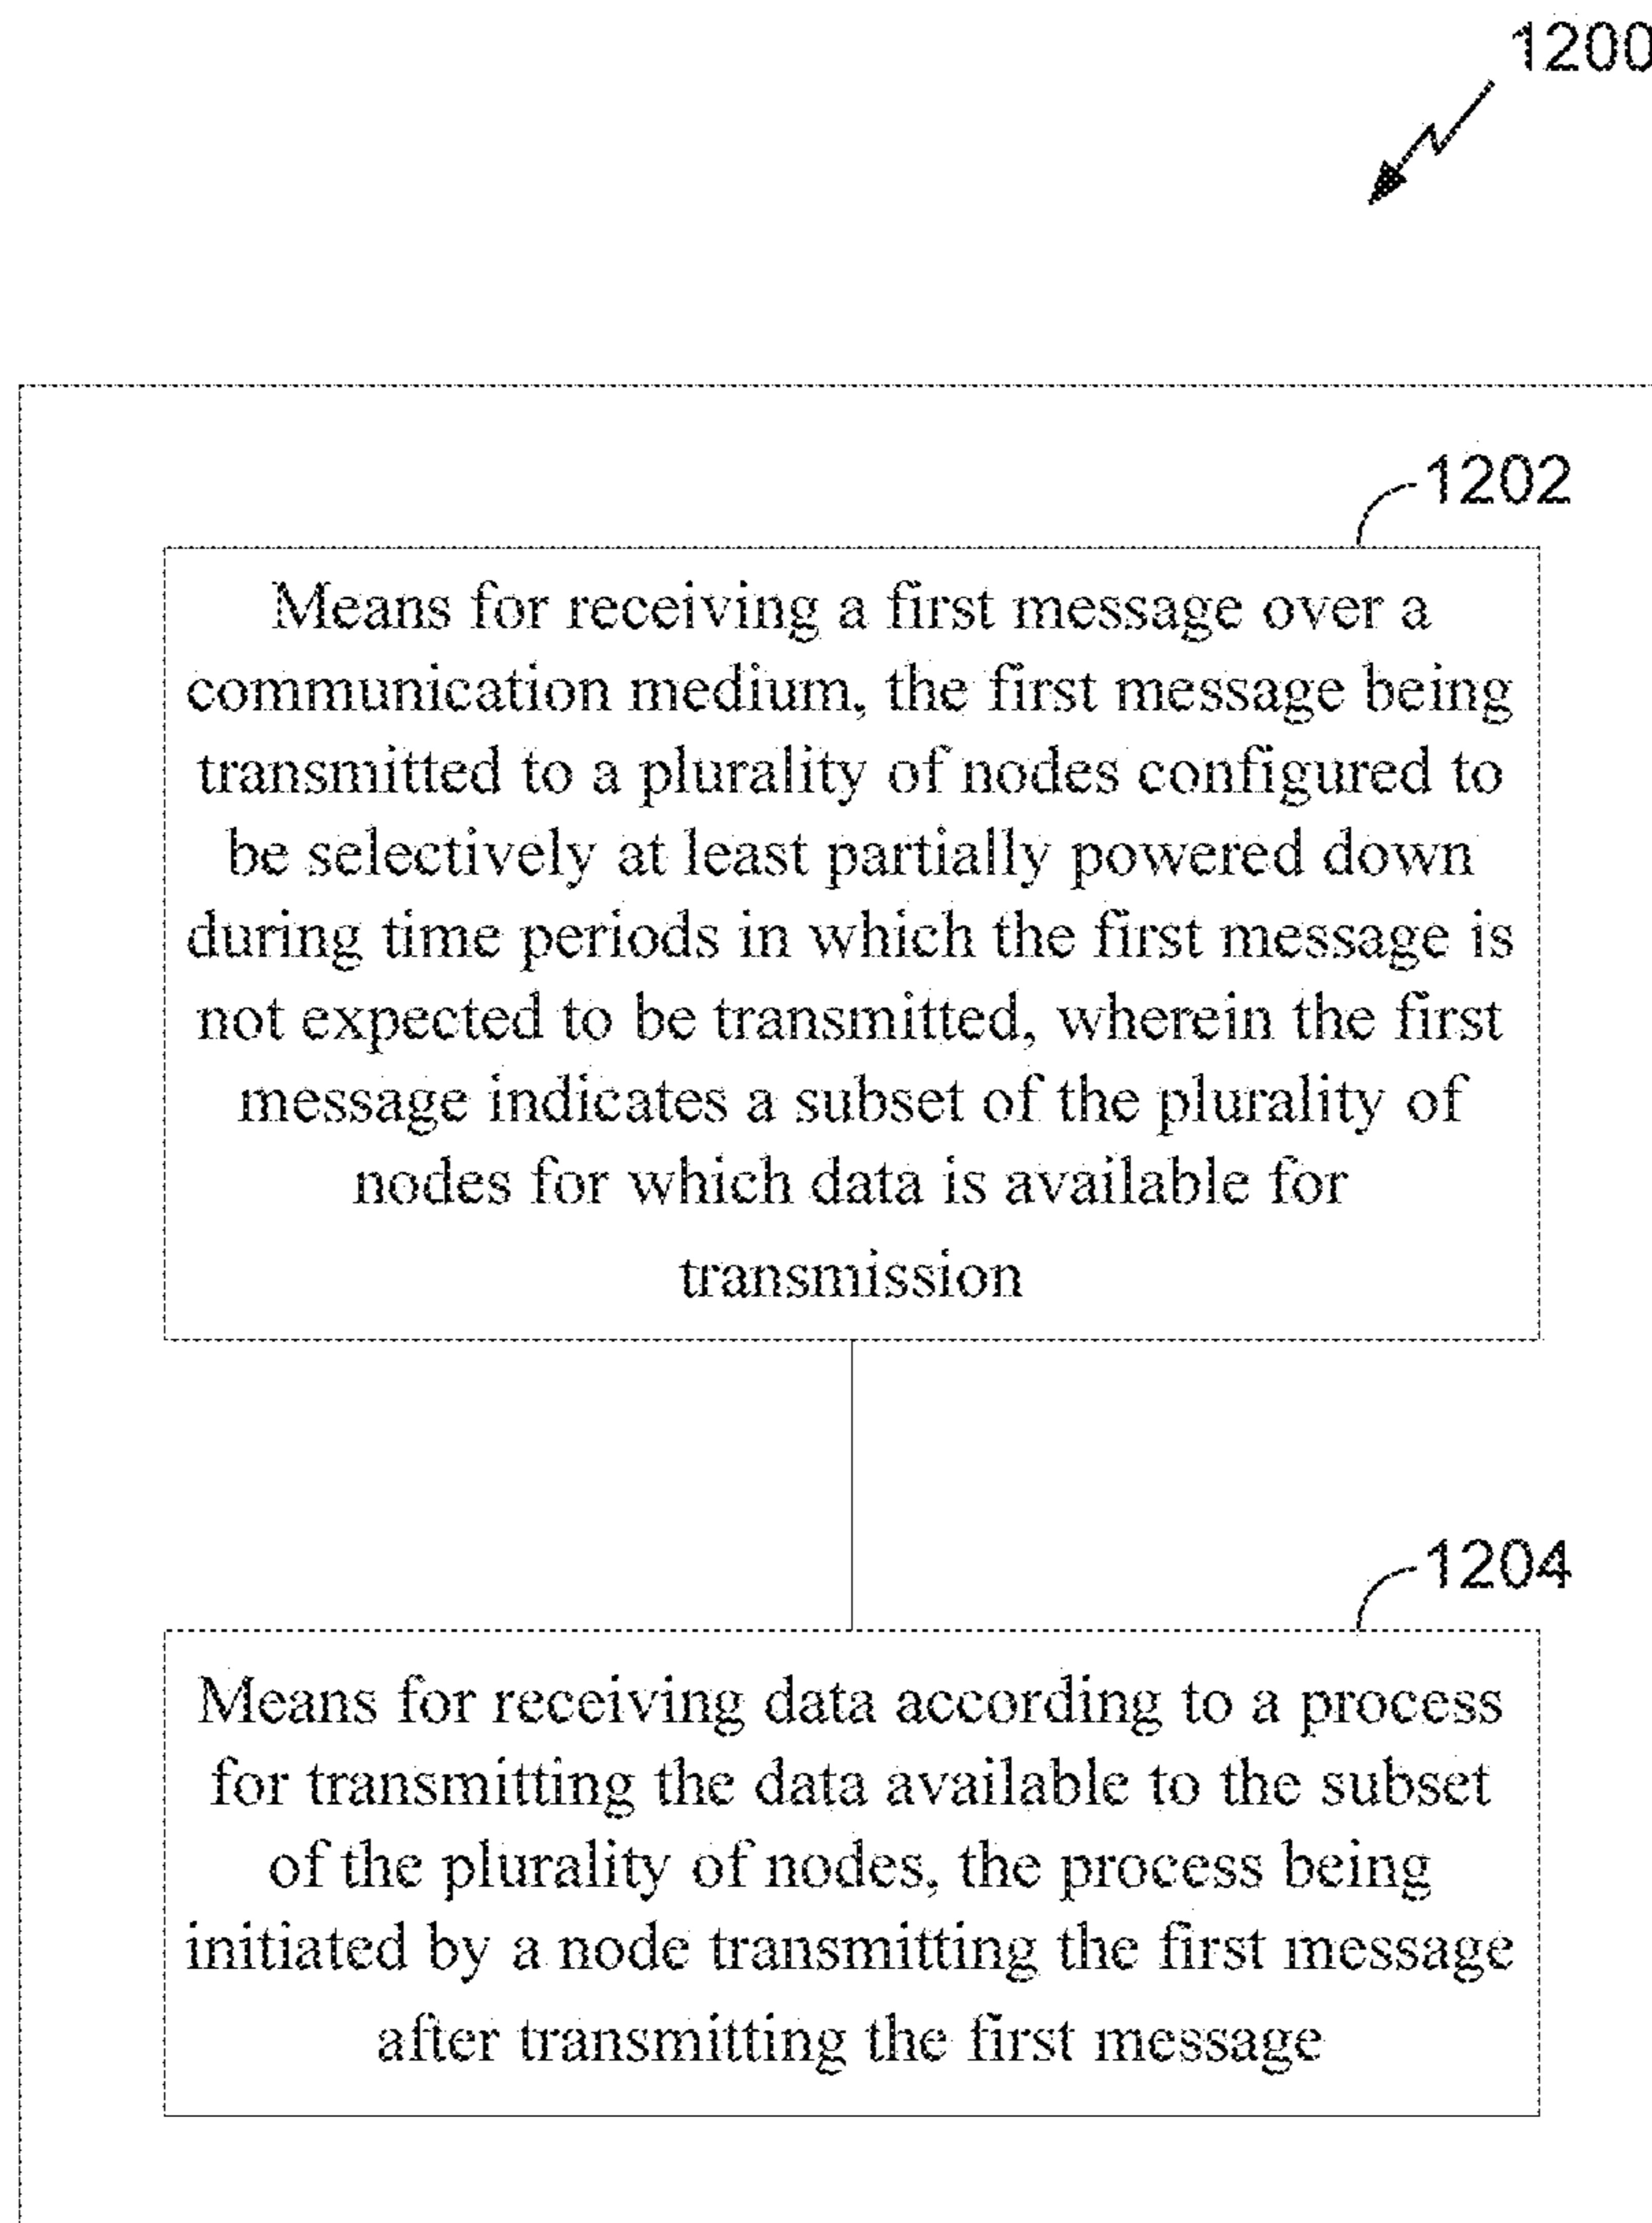 1200
1202
Means for receiving a first message over a
communication medium, the first message being
transmitted to a plurality of nodes configured to
be selectively at least partially powered down
during time periods in which the first message is
not expected to be transmitted, wherein the first
message indicates a subset of the plurality of
nodes for which data is available for
transmission
1204
Means for receiving data according to a process
for transmitting the data available to the subset
of the plurality of nodes, the process being
initiated by a node transmitting the first message
after transmitting the first message